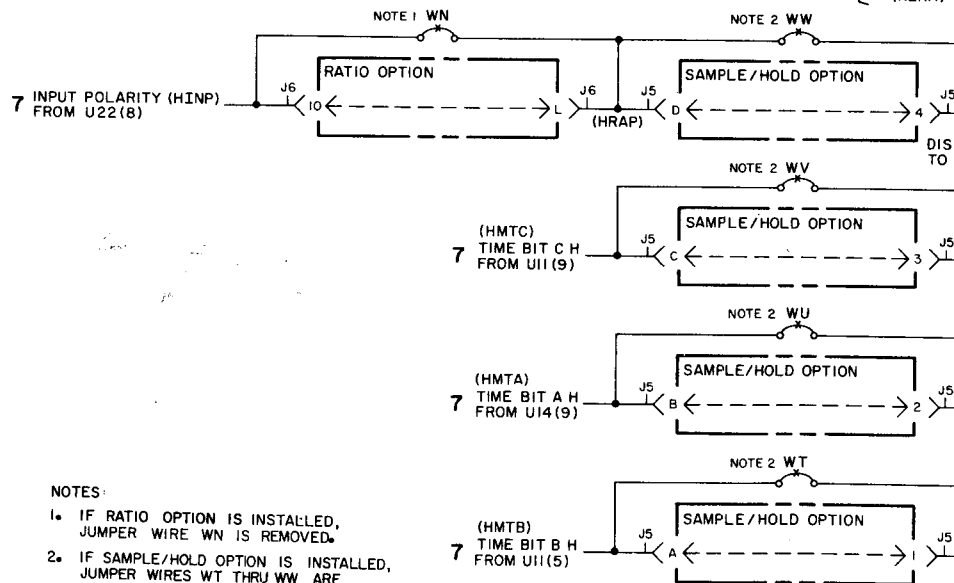 NOTE 1 WN
NOTE 2 WW
RATIO OPTION
SAMPLE/HOLD OPTION
7 INPUT POLARITY (HINP)
FROM U22(8)
J6
10
L
J6
(HRAP)
J5
D
4
J5
DIS
TO
NOTE 2 WV
SAMPLE/HOLD OPTION
(HMTC)
7 TIME BIT C H
FROM U11(9)
J5
C
3
J5
NOTE 2 WU
SAMPLE/HOLD OPTION
(HMTA)
7 TIME BIT A H
FROM U14(9)
J5
B
2
J5
NOTE 2 WT
SAMPLE/HOLD OPTION
(HMTB)
7 TIME BIT B H
FROM U11(5)
J5
A
1
J5
NOTES:
1. IF RATIO OPTION IS INSTALLED,
JUMPER WIRE WN IS REMOVED.
2. IF SAMPLE/HOLD OPTION IS INSTALLED,
JUMPER WIRES WT THRU WW ARE